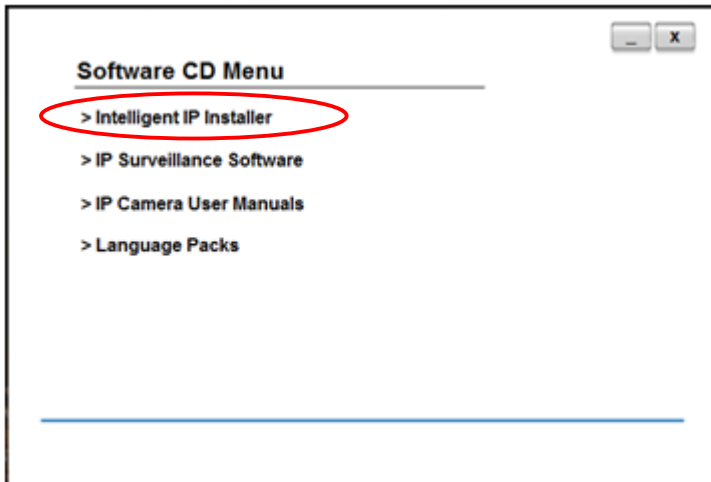 _ X
Software CD Menu
> Intelligent IP Installer
> IP Surveillance Software
> IP Camera User Manuals
> Language Packs